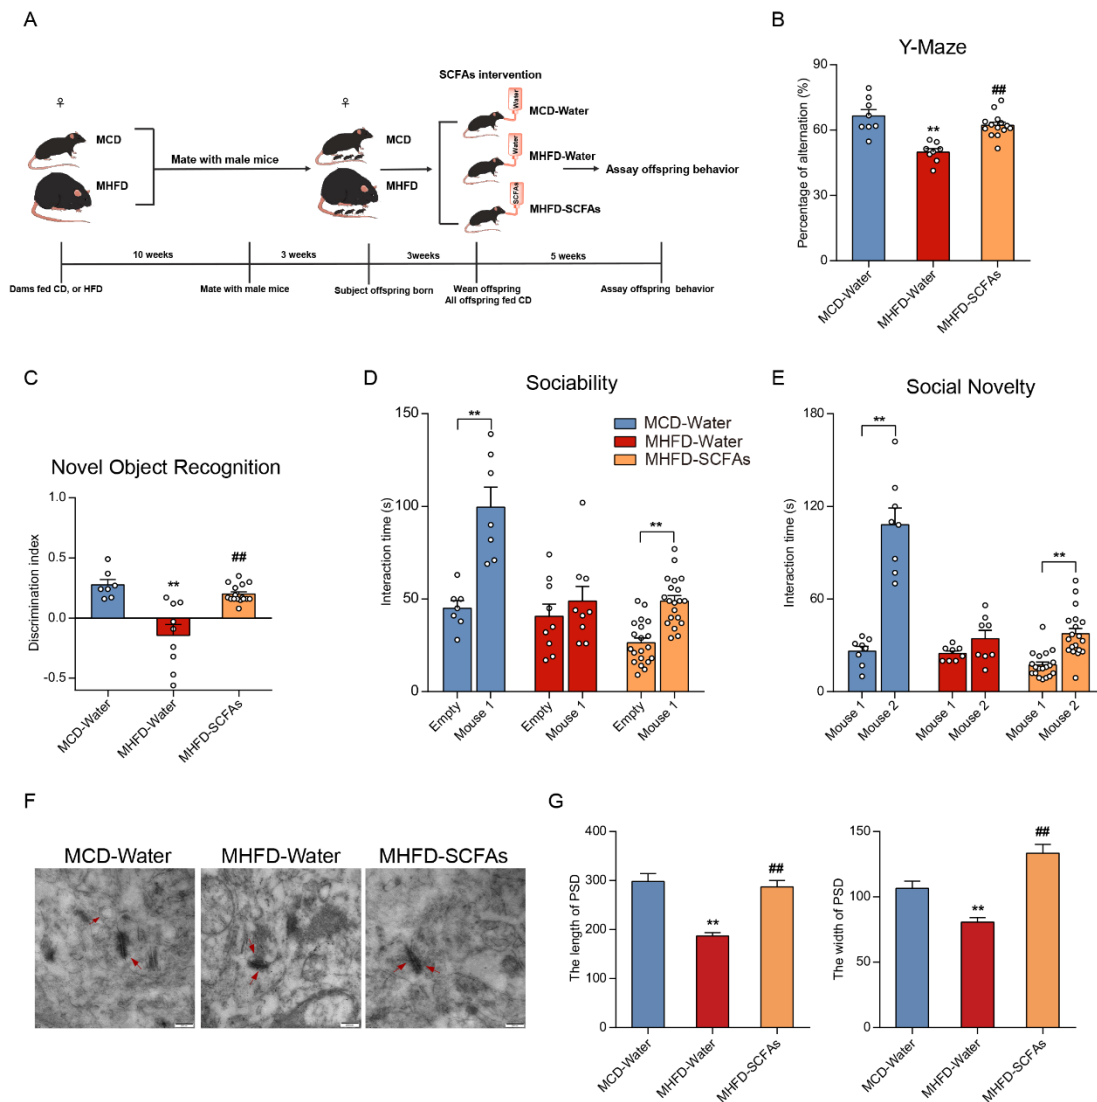 A
♀
MCD
MHFD
Mate with male mice
♀
MCD
MHFD
SCFAs intervention
Water
MCD-Water
Water
MHFD-Water
SCFAs
MHFD-SCFAs
Assay offspring behavior
10 weeks
3 weeks
3weeks
5 weeks
Dams fed CD, or HFD
Mate with male mice
Subject offspring born
Wean offspring
All offspring fed CD
Assay offspring behavior
B
Y-Maze
Percentage of alternation (%)
90
60
30
0
**
##
MCD-Water
MHFD-Water
MHFD-SCFAs
C
Novel Object Recognition
Discrimination index
1.0
0.5
0.0
-0.5
**
##
MCD-Water
MHFD-Water
MHFD-SCFAs
D
Sociability
Interaction time (s)
150
100
50
0
**
**
MCD-Water
MHFD-Water
MHFD-SCFAs
Empty
Mouse 1
Empty
Mouse 1
Empty
Mouse 1
E
Social Novelty
Interaction time (s)
180
120
60
0
**
**
Mouse 1
Mouse 2
Mouse 1
Mouse 2
Mouse 1
Mouse 2
F
MCD-Water
MHFD-Water
MHFD-SCFAs
G
The length of PSD
400
300
200
100
0
**
##
MCD-Water
MHFD-Water
MHFD-SCFAs
The width of PSD
150
100
50
0
**
##
MCD-Water
MHFD-Water
MHFD-SCFAs